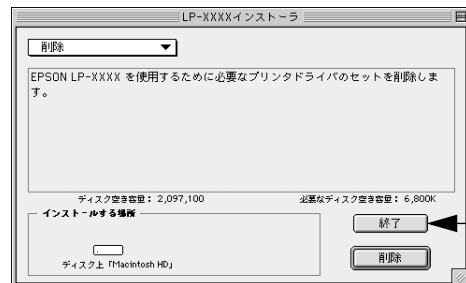 LP-XXXXインストーラ
削除
EPSON LP-XXXX を使用するために必要なプリンタドライバのセットを削除しま
す。
ディスク空き容量： 2,097,100
必要なディスク空き容量： 6,800K
インストールする場所
終了
ディスク上「Macintosh HD」
削除